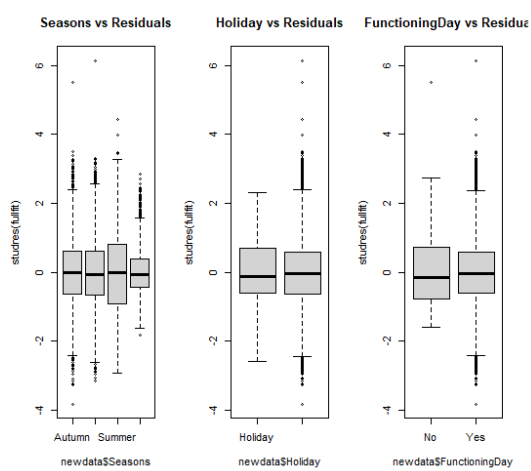 Seasons vs Residuals
studres(fullfit)
6
4
2
0
-2
-4
Autumn Summer
newdata$Seasons
Holiday vs Residuals
studres(fullfit)
6
4
2
0
-2
-4
Holiday
newdata$Holiday
FunctioningDay vs Residua
studres(fullfit)
6
4
2
0
-2
-4
No Yes
newdata$FunctioningDay